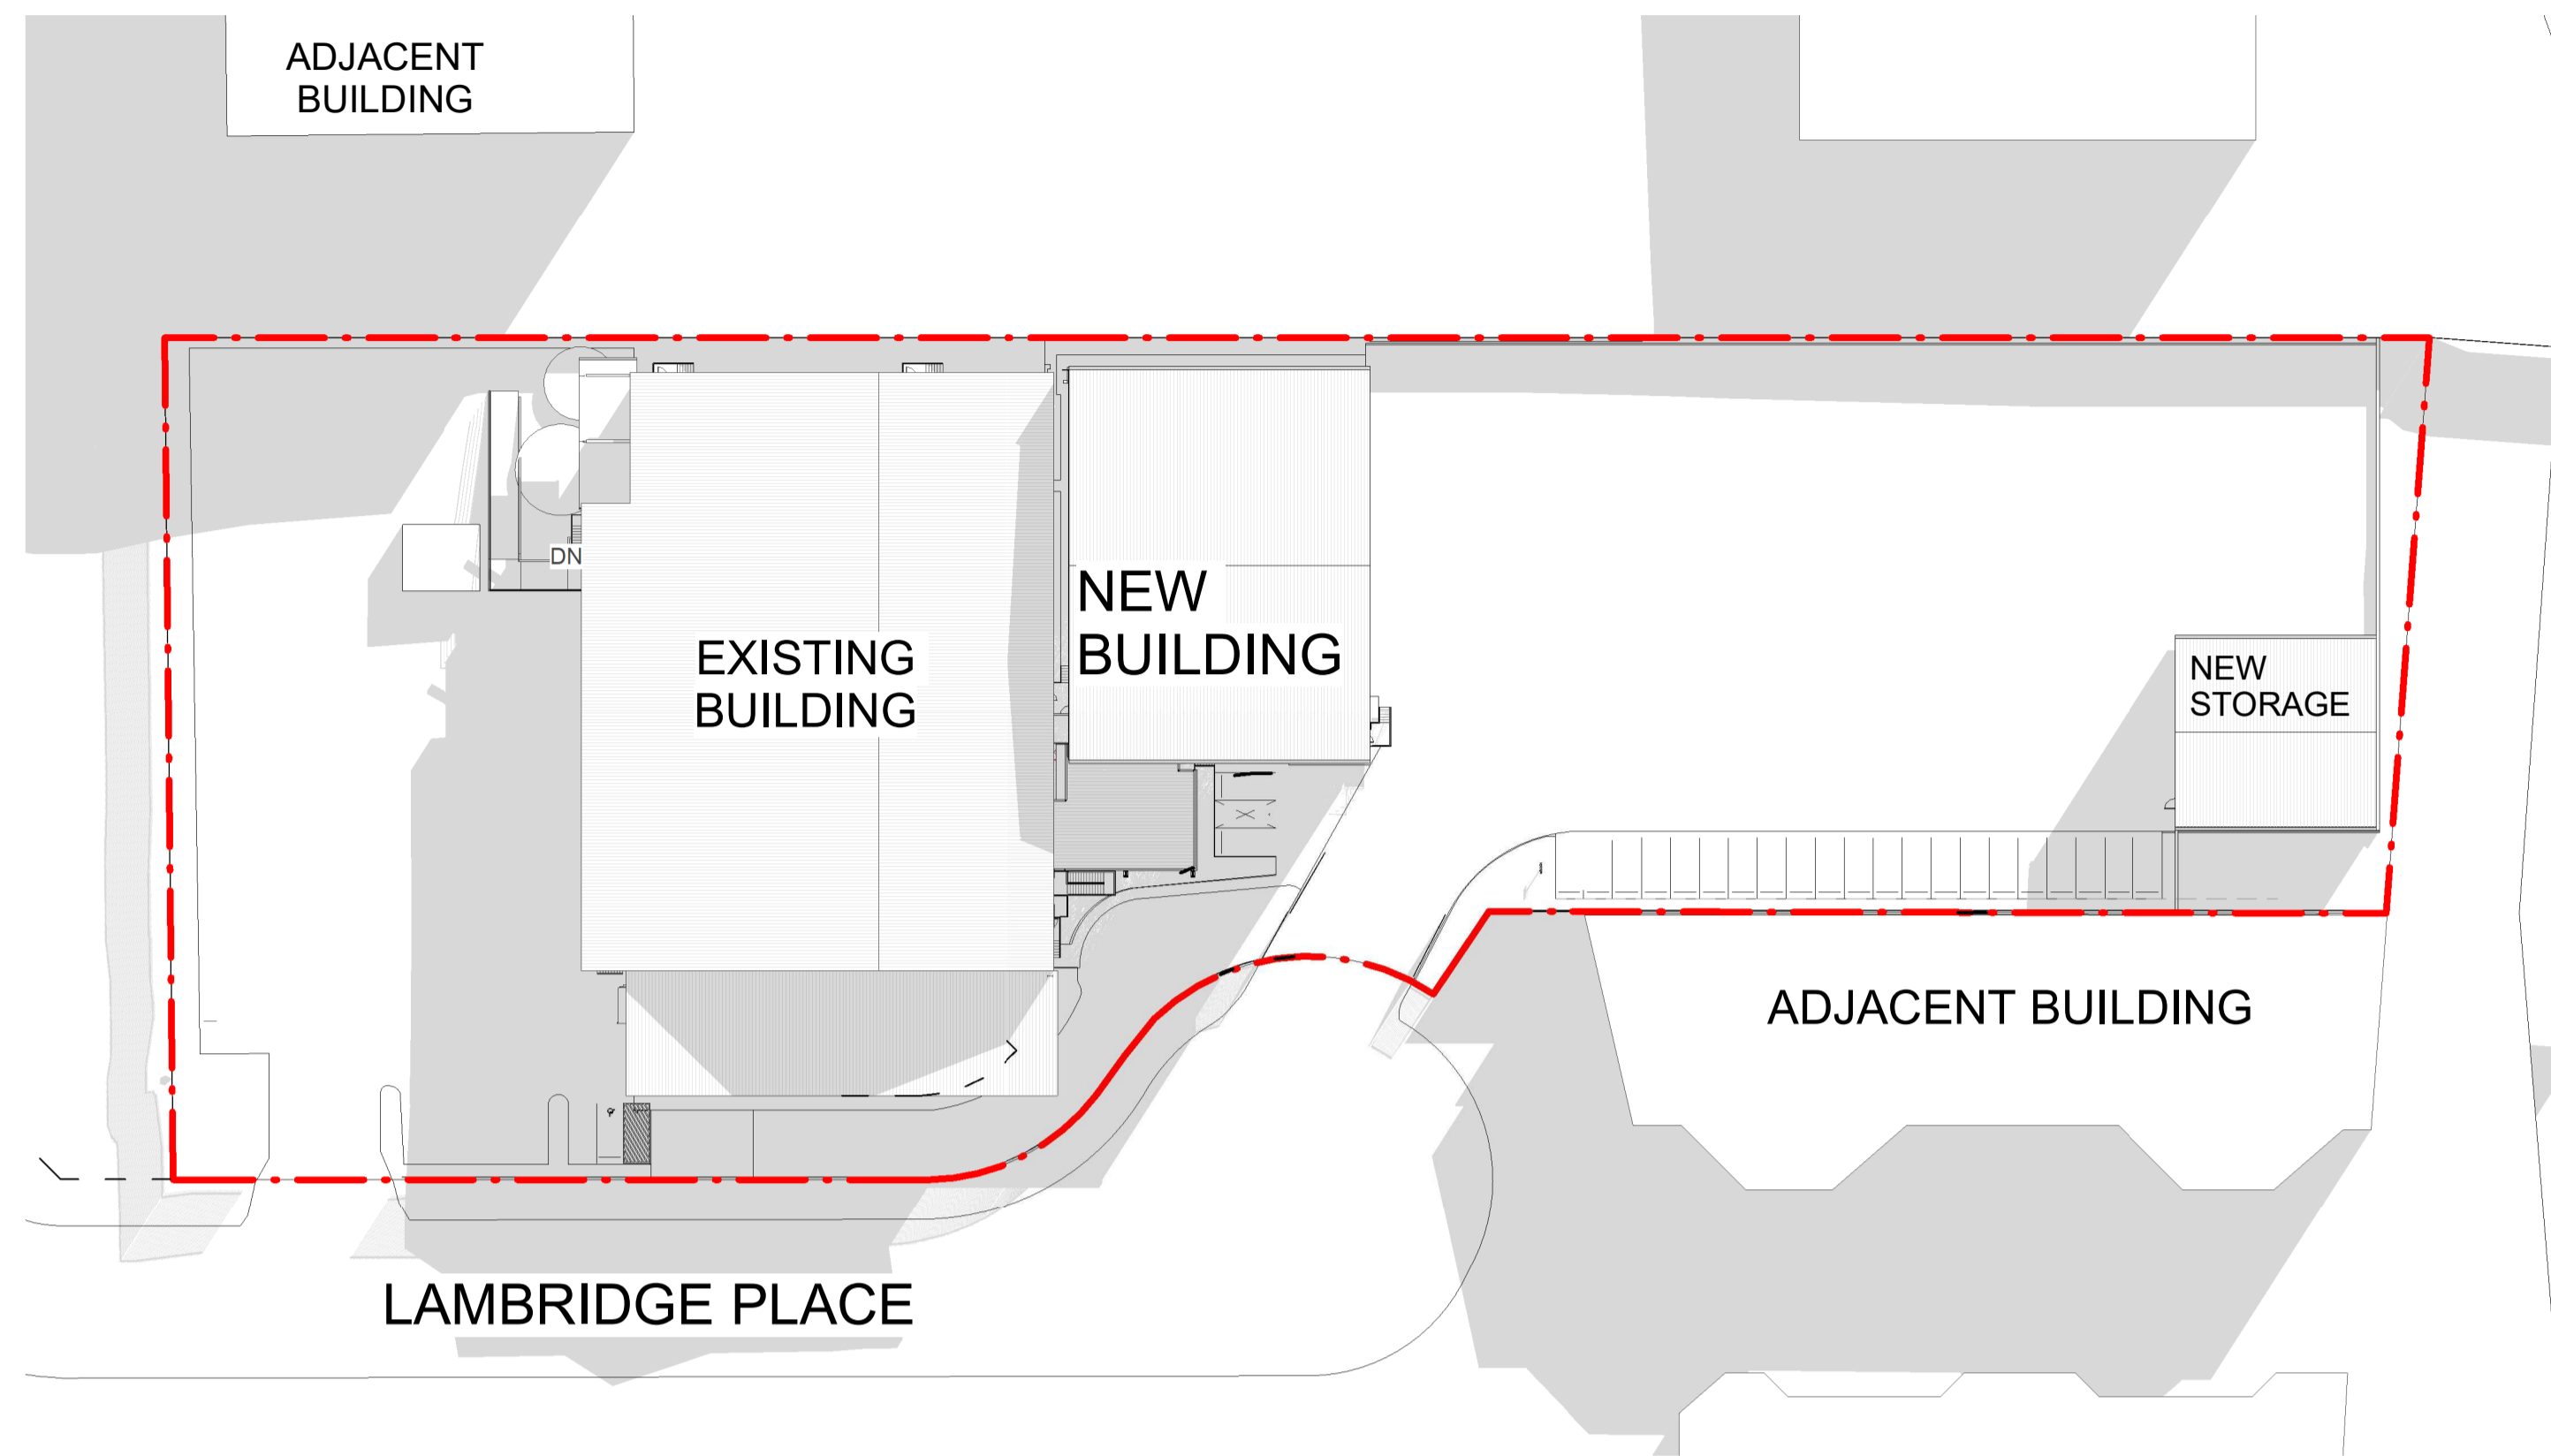 ADJACENT
BUILDING
DN
NEW
BUILDING
EXISTING
BUILDING
NEW
STORAGE
ADJACENT BUILDING
LAMBRIDGE PLACE